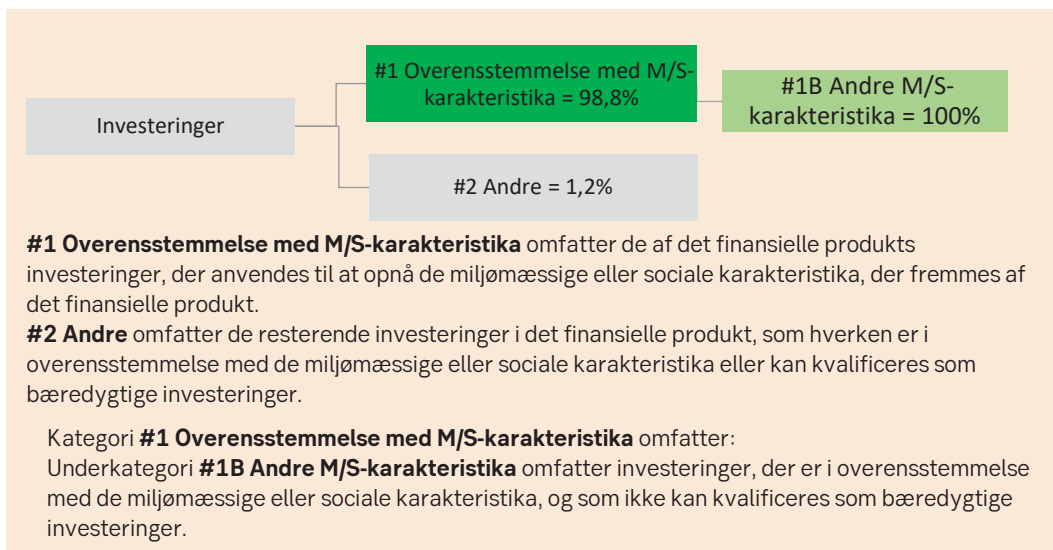 #1 Overensstemmelse med M/S-
karakteristika = 98,8%
#1B Andre M/S-
karakteristika = 100%
Investeringer
#2 Andre = 1,2%
#1 Overensstemmelse med M/S-karakteristika omfatter de af det finansielle produkts
investeringer, der anvendes til at opnå de miljømæssige eller sociale karakteristika, der fremmes af
det finansielle produkt.
#2 Andre omfatter de resterende investeringer i det finansielle produkt, som hverken er i
overensstemmelse med de miljømæssige eller sociale karakteristika eller kan kvalificeres som
bæredygtige investeringer.
Kategori #1 Overensstemmelse med M/S-karakteristika omfatter:
Underkategori #1B Andre M/S-karakteristika omfatter investeringer, der er i overensstemmelse
med de miljømæssige eller sociale karakteristika, og som ikke kan kvalificeres som bæredygtige
investeringer.